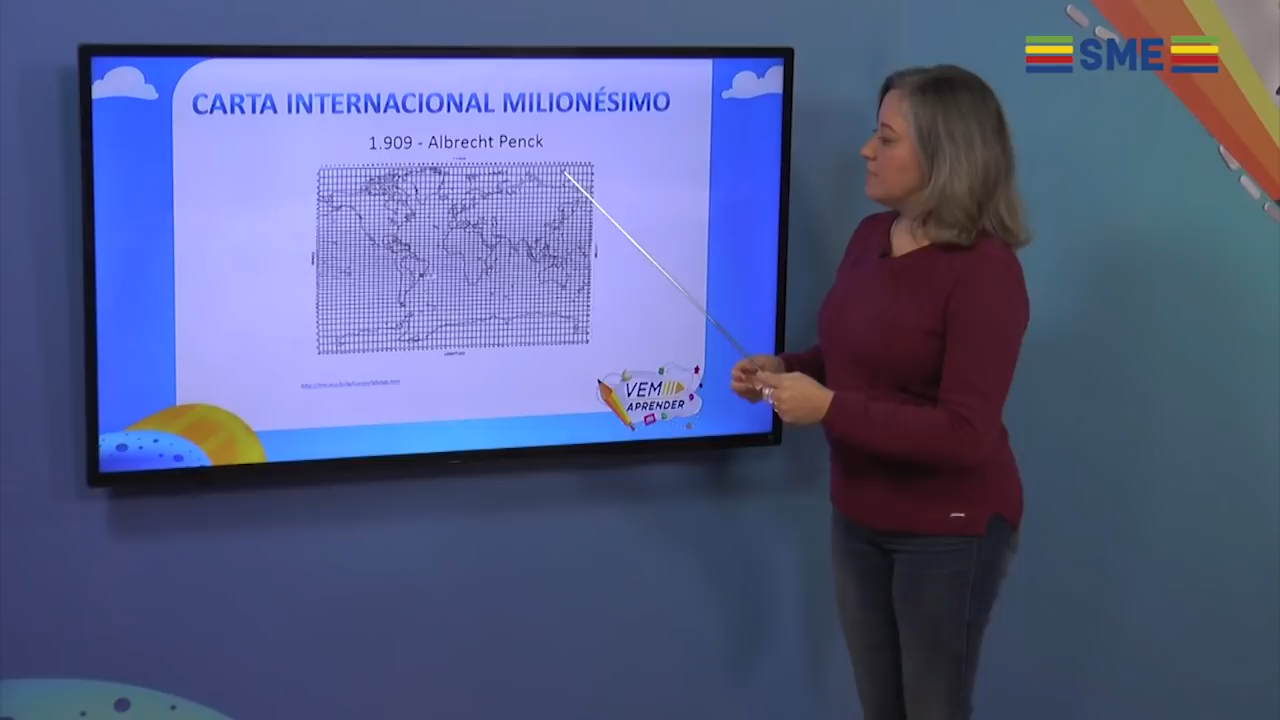 SME
CARTA INTERNACIONAL MILIONÉSIMO
1.909 - Albrecht Penck
VEM
APRENDER